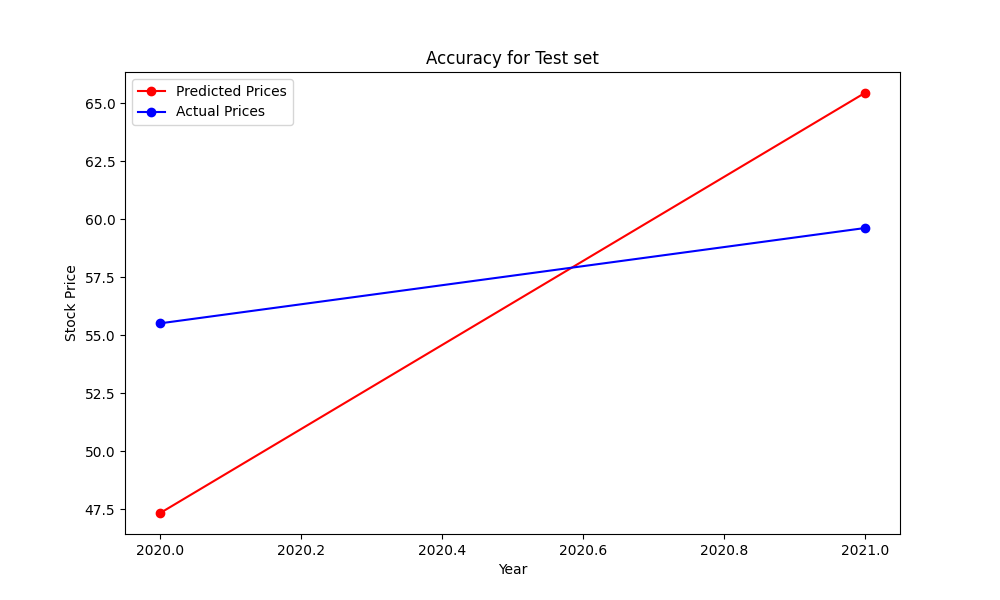 Accuracy for Test set
Predicted Prices
Actual Prices
65.0
62.5
60.0
57.5
55.0
52.5
50.0
47.5
Stock Price
2020.0 2020.2 2020.4 2020.6 2020.8 2021.0
Year